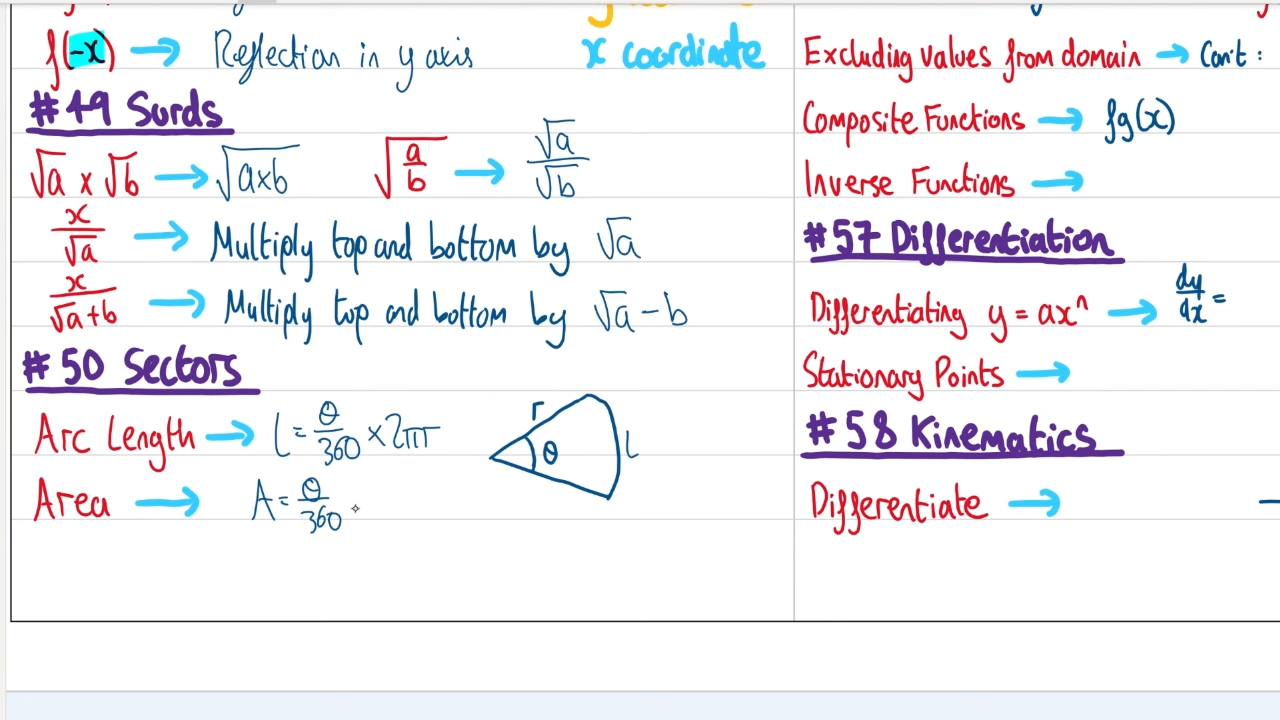 f(-x) → Reflection in y axis
x coordinate
#49 Surds
√a × √b → √a×b √a/b → √a/√b
x/√a → Multiply top and bottom by √a
x/√a+b → Multiply top and bottom by √a - b
#50 Sectors
Arc Length → l = θ/360 × 2πr
Area → A = θ/360
r
θ
l
Excluding values from domain → Can't :
Composite Functions → fg(x)
Inverse Functions →
#57 Differentiation
Differentiating y = axⁿ → dy/dx =
Stationary Points →
#58 Kinematics
Differentiate →